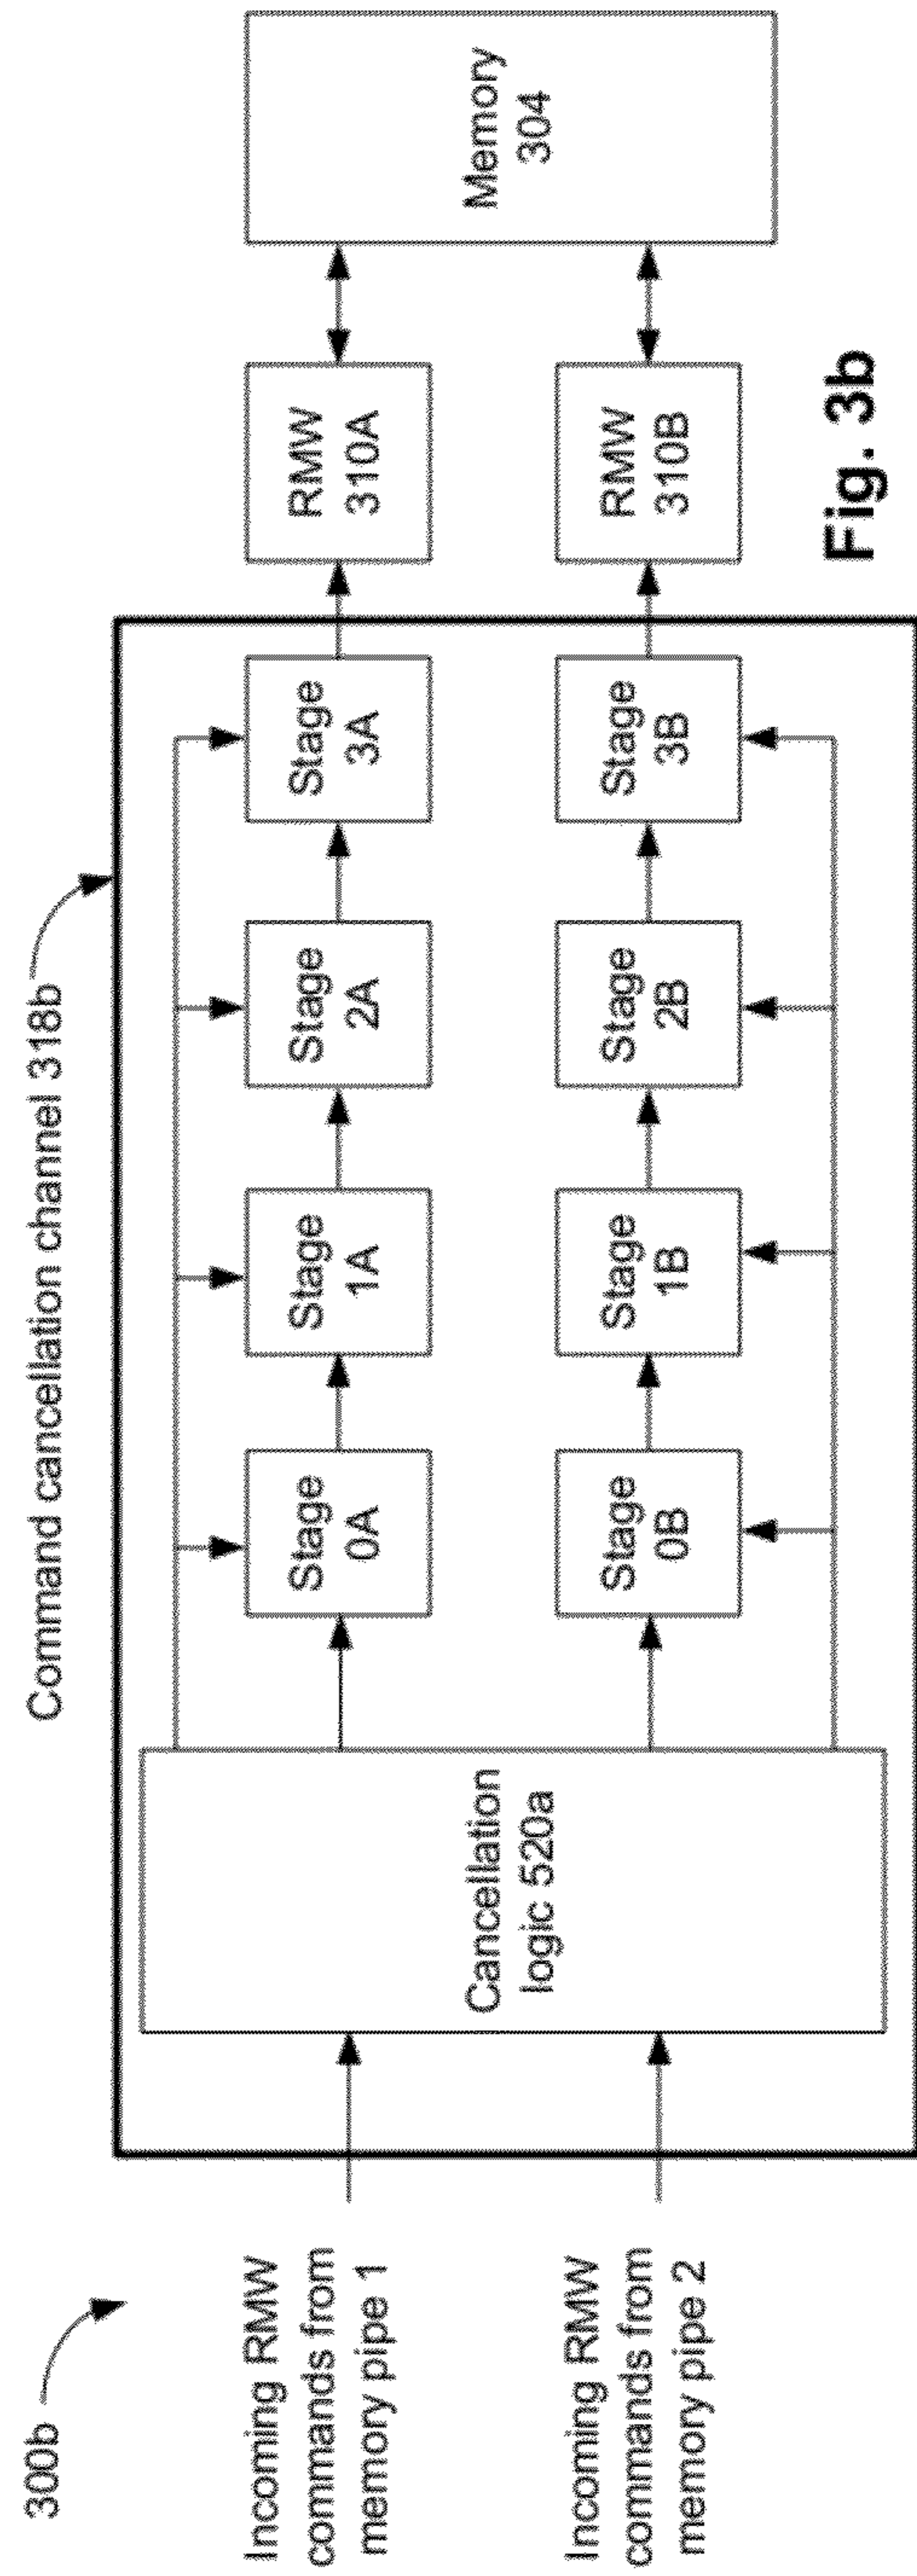 300b
Command cancellation channel 318b
Incoming RMW
commands from
memory pipe 1
Incoming RMW
commands from
memory pipe 2
Cancellation
logic 520a
Stage
0A
Stage
1A
Stage
2A
Stage
3A
RMW
310A
Stage
0B
Stage
1B
Stage
2B
Stage
3B
RMW
310B
Memory
304
Fig. 3b